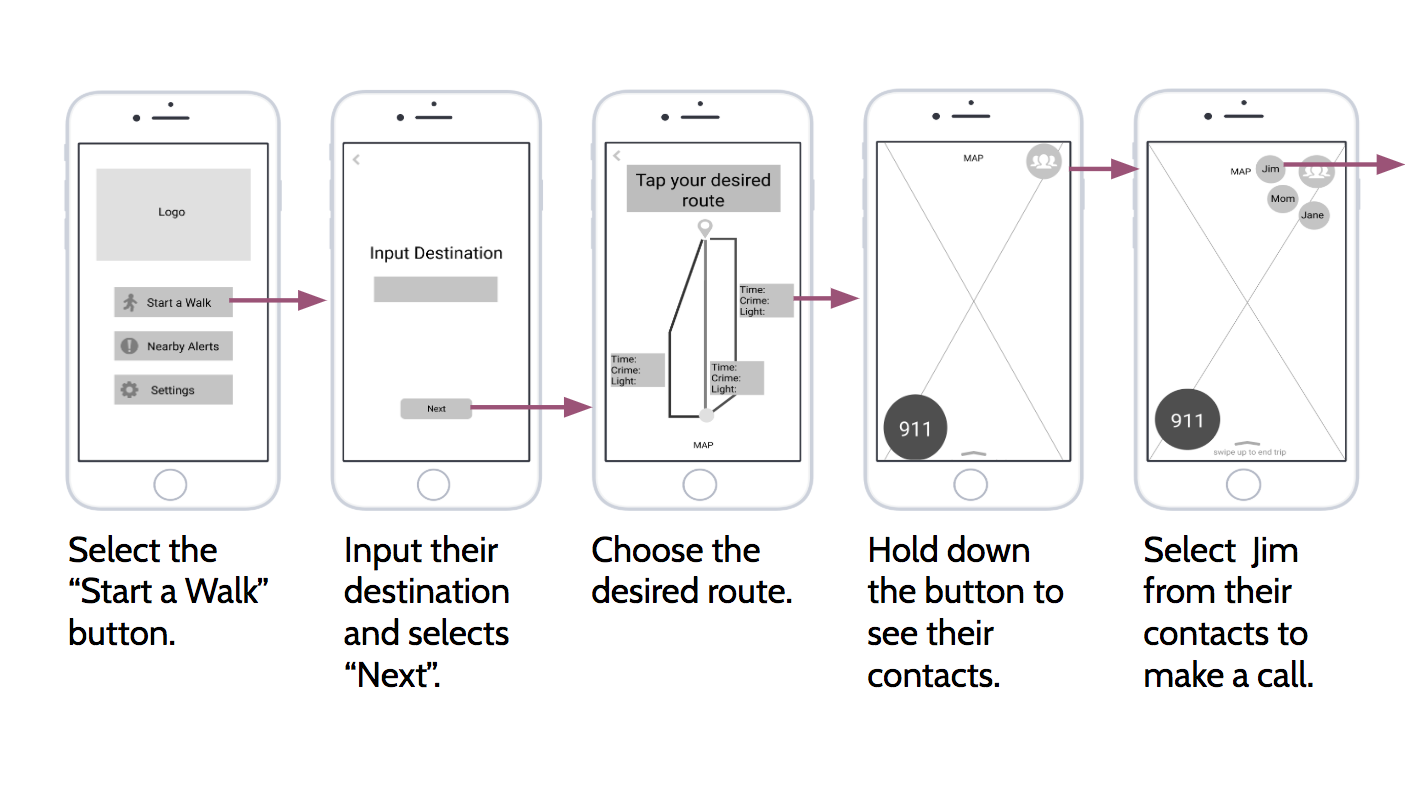 Logo
Start a Walk
Nearby Alerts
Settings
Select the
“Start a Walk”
button.
Input Destination
Next
Input their
destination
and selects
“Next”.
Tap your desired
route
Time:
Crime:
Light:
Time:
Crime:
Light:
Time:
Crime:
Light:
MAP
Choose the
desired route.
MAP
911
Hold down
the button to
see their
contacts.
MAP
Jim
Mom
Jane
911
swipe up to end trip
Select Jim
from their
contacts to
make a call.